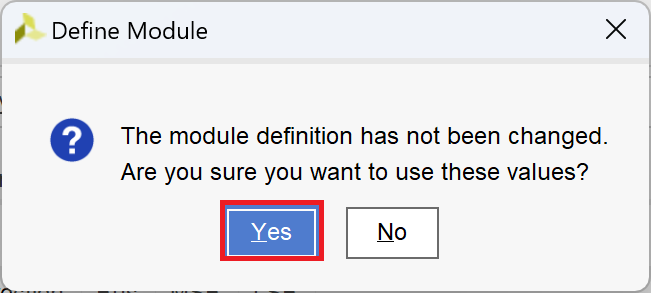 Define Module
The module definition has not been changed.
Are you sure you want to use these values?
Yes
No